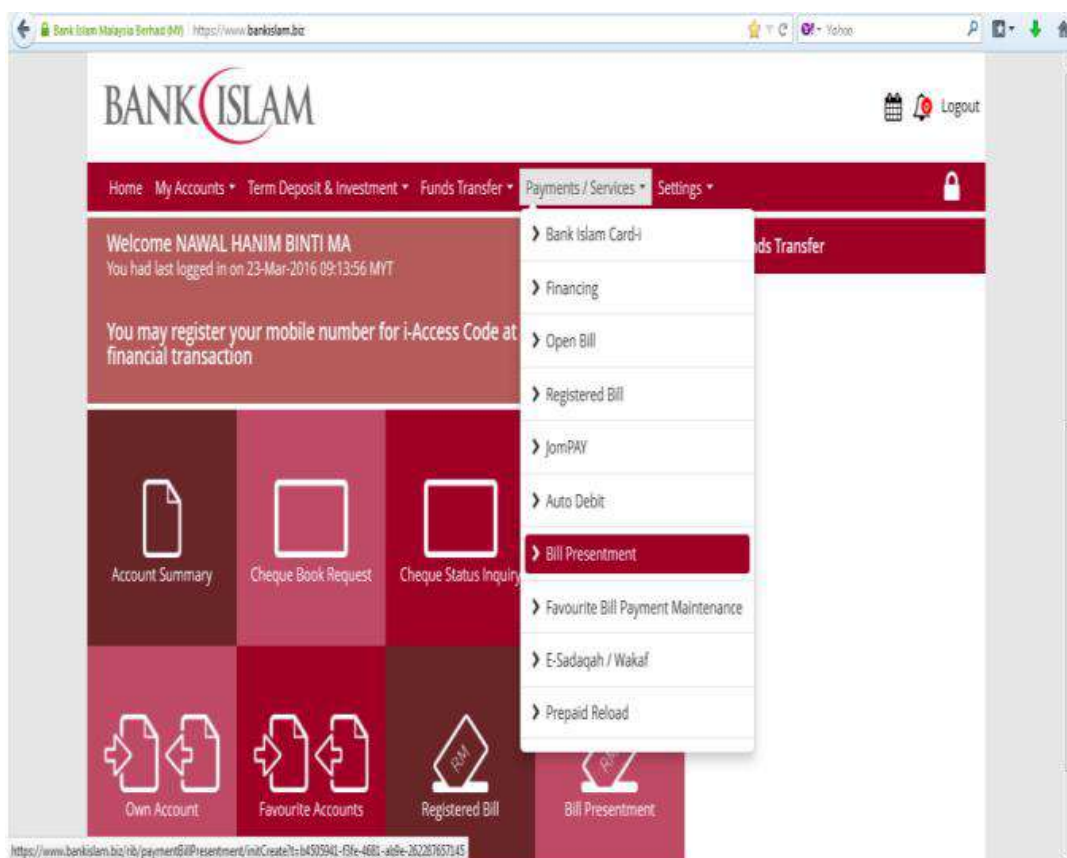 Bank Islam Malaysia Berhad (MY) https://www.bankislam.biz
Yahoo
BANK ISLAM
Logout
Home My Accounts Term Deposit & Investment Funds Transfer Payments / Services Settings
Welcome NAWAL HANIM BINTI MA
You had last logged in on 23-Mar-2016 09:13:56 MYT
You may register your mobile number for i-Access Code at
financial transaction
nds Transfer
Bank Islam Card-i
Financing
Open Bill
Registered Bill
JomPAY
Auto Debit
Bill Presentment
Favourite Bill Payment Maintenance
E-Sadaqah / Wakaf
Prepaid Reload
Account Summary
Cheque Book Request
Cheque Status Inquiry
RM
RM
Own Account
Favourite Accounts
Registered Bill
Bill Presentment